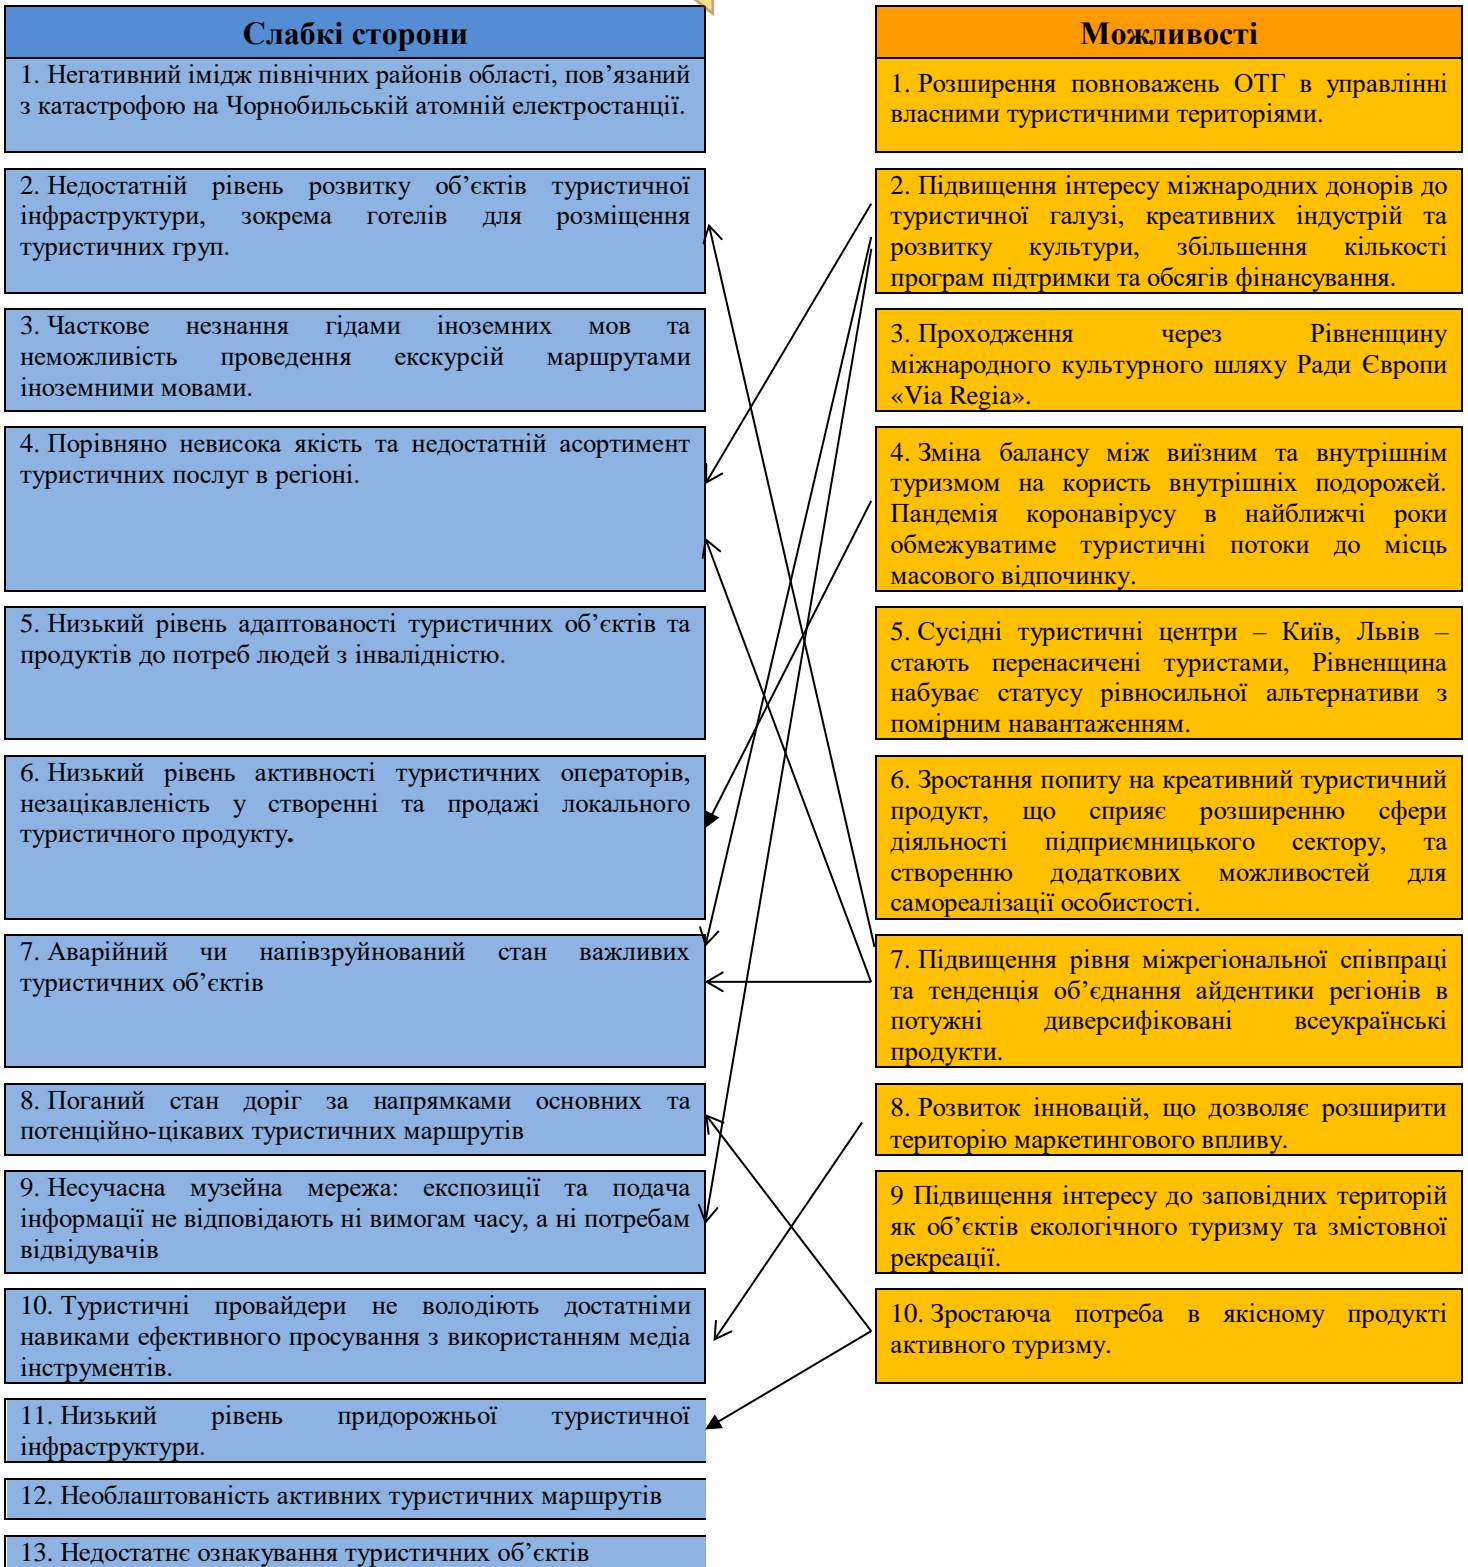 Слабкі сторони
1. Негативний імідж північних районів області, пов’язаний
з катастрофою на Чорнобильській атомній електростанції.
2. Недостатній рівень розвитку об’єктів туристичної
інфраструктури, зокрема готелів для розміщення
туристичних груп.
3. Часткове незнання гідами іноземних мов та
неможливість проведення екскурсій маршрутами
іноземними мовами.
4. Порівняно невисока якість та недостатній асортимент
туристичних послуг в регіоні.
5. Низький рівень адаптованості туристичних об’єктів та
продуктів до потреб людей з інвалідністю.
6. Низький рівень активності туристичних операторів,
незацікавленість у створенні та продажі локального
туристичного продукту.
7. Аварійний чи напівзруйнований стан важливих
туристичних об’єктів
8. Поганий стан доріг за напрямками основних та
потенційно-цікавих туристичних маршрутів
9. Несучасна музейна мережа: експозиції та подача
інформації не відповідають ні вимогам часу, а ні потребам
відвідувачів
10. Туристичні провайдери не володіють достатніми
навиками ефективного просування з використанням медіа
інструментів.
11. Низький рівень придорожньої туристичної
інфраструктури.
12. Необлаштованість активних туристичних маршрутів
13. Недостатнє ознакування туристичних об’єктів
Можливості
1. Розширення повноважень ОТГ в управлінні
власними туристичними територіями.
2. Підвищення інтересу міжнародних донорів до
туристичної галузі, креативних індустрій та
розвитку культури, збільшення кількості
програм підтримки та обсягів фінансування.
3. Проходження через Рівненщину
міжнародного культурного шляху Ради Європи
«Via Regia».
4. Зміна балансу між виїзним та внутрішнім
туризмом на користь внутрішніх подорожей.
Пандемія коронавірусу в найближчі роки
обмежуватиме туристичні потоки до місць
масового відпочинку.
5. Сусідні туристичні центри – Київ, Львів –
стають перенасичені туристами, Рівненщина
набуває статусу рівносильної альтернативи з
помірним навантаженням.
6. Зростання попиту на креативний туристичний
продукт, що сприяє розширенню сфери
діяльності підприємницького сектору, та
створенню додаткових можливостей для
самореалізації особистості.
7. Підвищення рівня міжрегіональної співпраці
та тенденція об’єднання айдентики регіонів в
потужні диверсифіковані всеукраїнські
продукти.
8. Розвиток інновацій, що дозволяє розширити
територію маркетингового впливу.
9 Підвищення інтересу до заповідних територій
як об’єктів екологічного туризму та змістовної
рекреації.
10. Зростаюча потреба в якісному продукті
активного туризму.